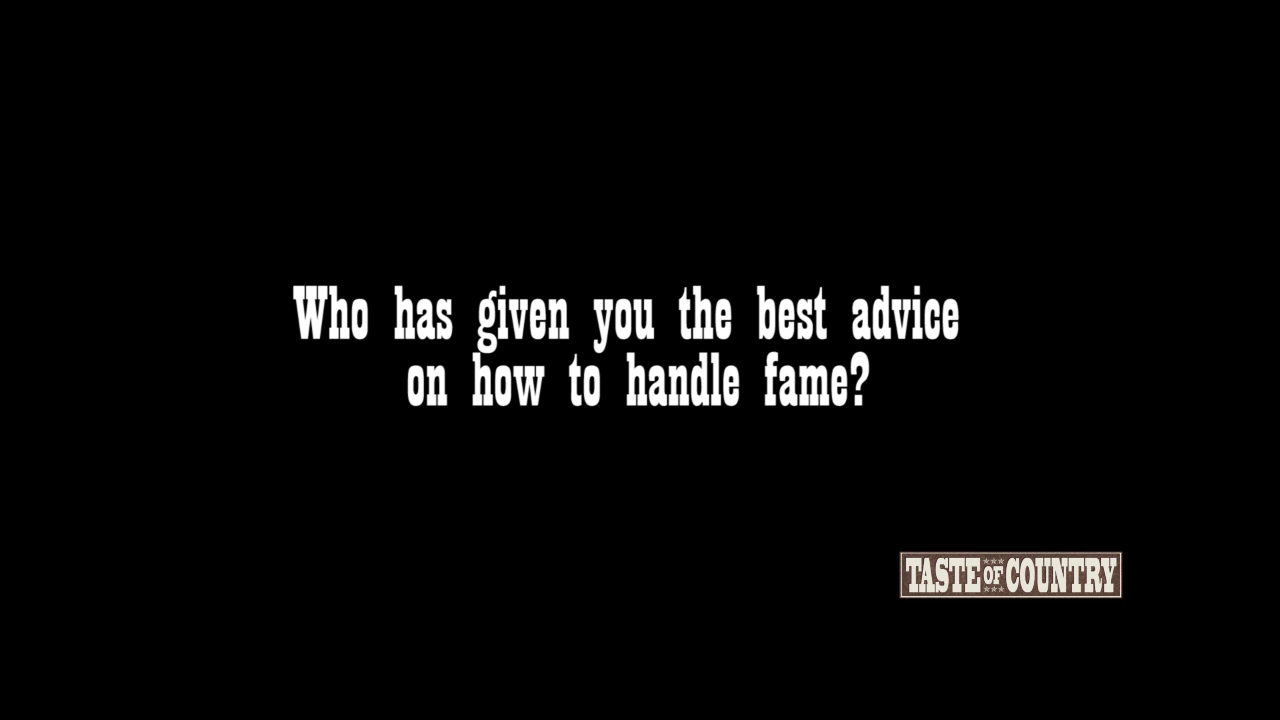 Who has given you the best advice
on how to handle fame?
TASTE OF COUNTRY